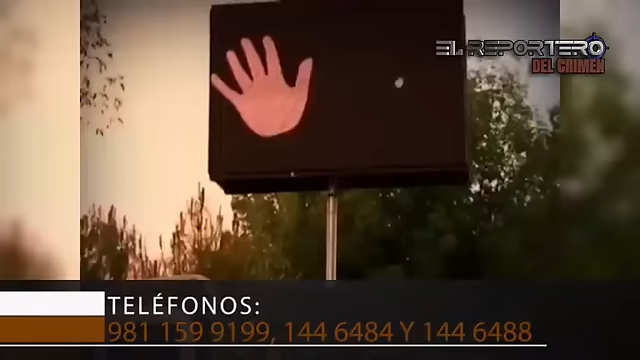 EL REPORTERO
DEL CRIMEN
TELÉFONOS:
981 159 9199, 144 6484 Y 144 6488